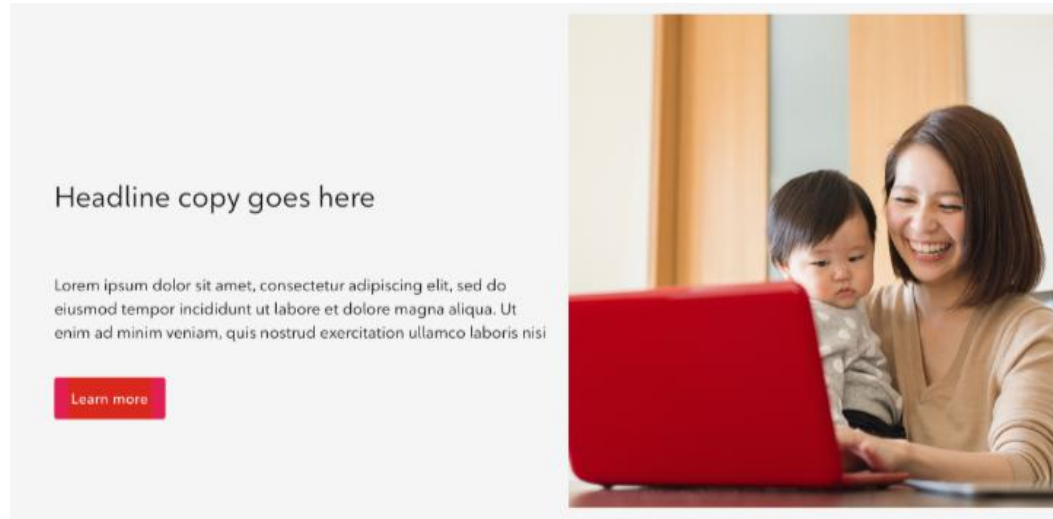 Headline copy goes here
Lorem ipsum dolor sit amet, consectetur adipiscing elit, sed do
eiusmod tempor incididunt ut labore et dolore magna aliqua. Ut
enim ad minim veniam, quis nostrud exercitation ullamco laboris nisi
Learn more